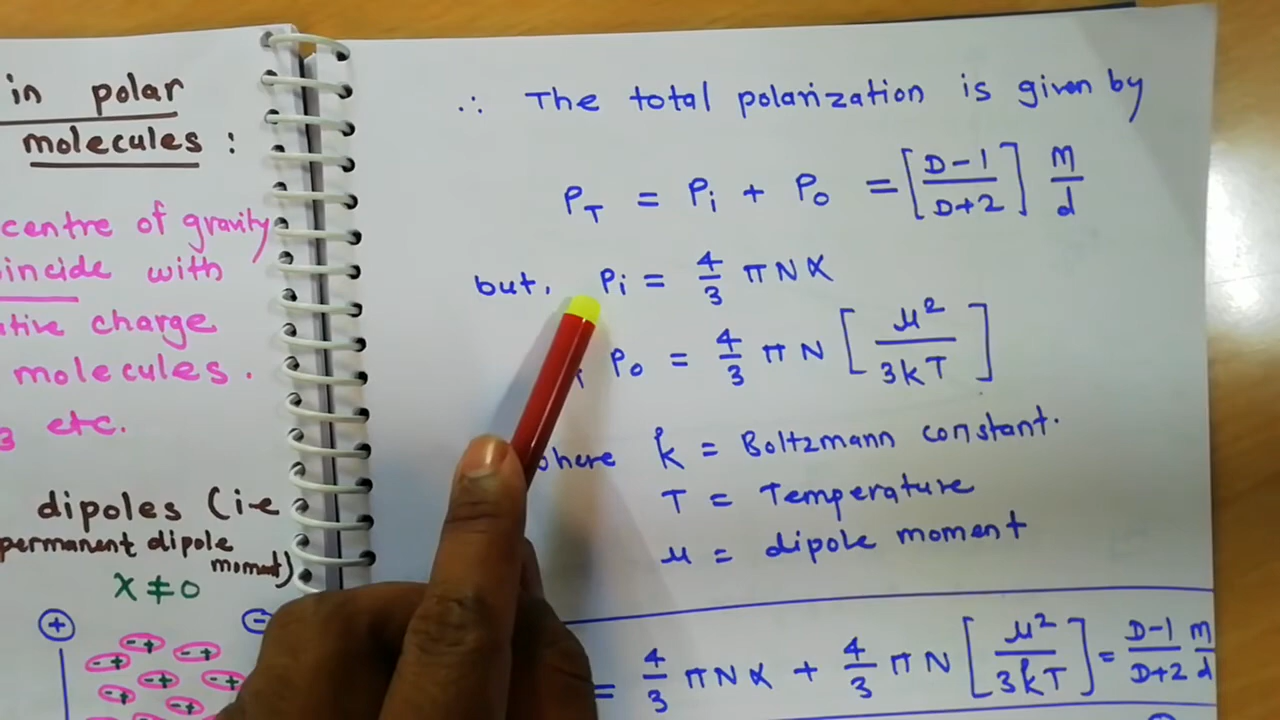 in polar
molecules :
centre of gravity
incide with
tive charge
molecules.
3 etc.
dipoles (i.e
permanent dipole
moment)
x ≠ 0
+ -
- + - + - + - + - + - + - +
∴ The total polarization is given by
P_T = P_i + P_o = [D-1 / D+2] M/d
but, P_i = 4/3 π N α
P_o = 4/3 π N [μ² / 3kT]
where k = Boltzmann constant.
T = Temperature
μ = dipole moment
= 4/3 π N α + 4/3 π N [μ² / 3kT] = D-1 / D+2 M/d